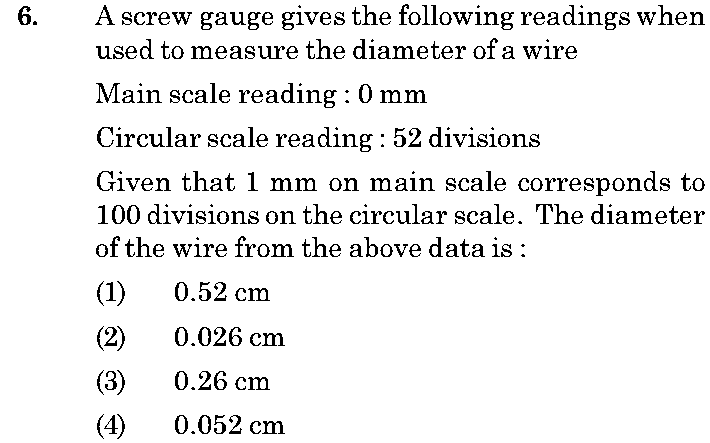 6. A screw gauge gives the following readings when
used to measure the diameter of a wire
Main scale reading : 0 mm
Circular scale reading : 52 divisions
Given that 1 mm on main scale corresponds to
100 divisions on the circular scale. The diameter
of the wire from the above data is :
(1) 0.52 cm
(2) 0.026 cm
(3) 0.26 cm
(4) 0.052 cm